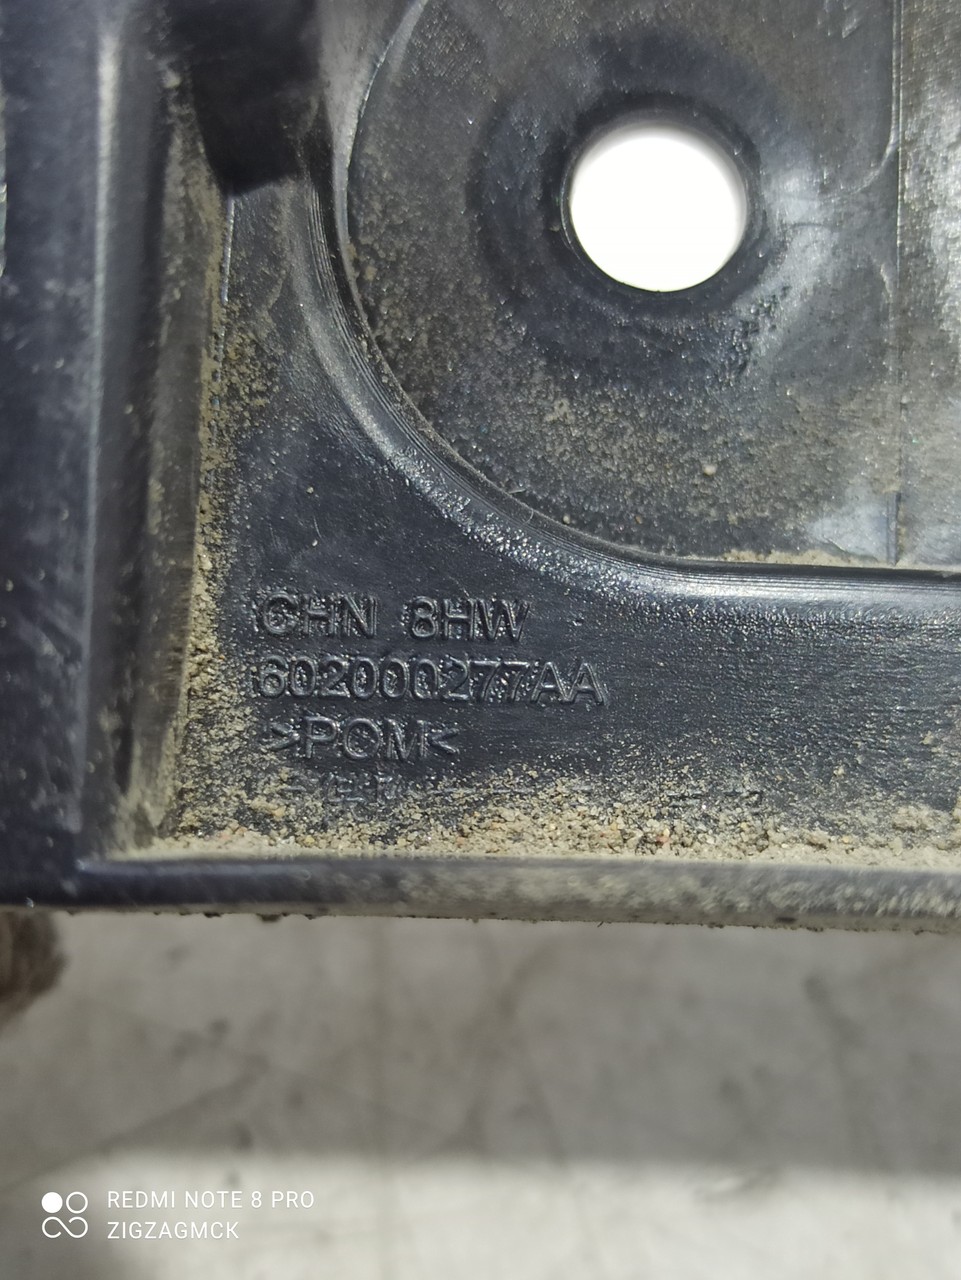 CHN 8HW
602000277AA
>POM<
REDMI NOTE 8 PRO
ZIGZAGMCK